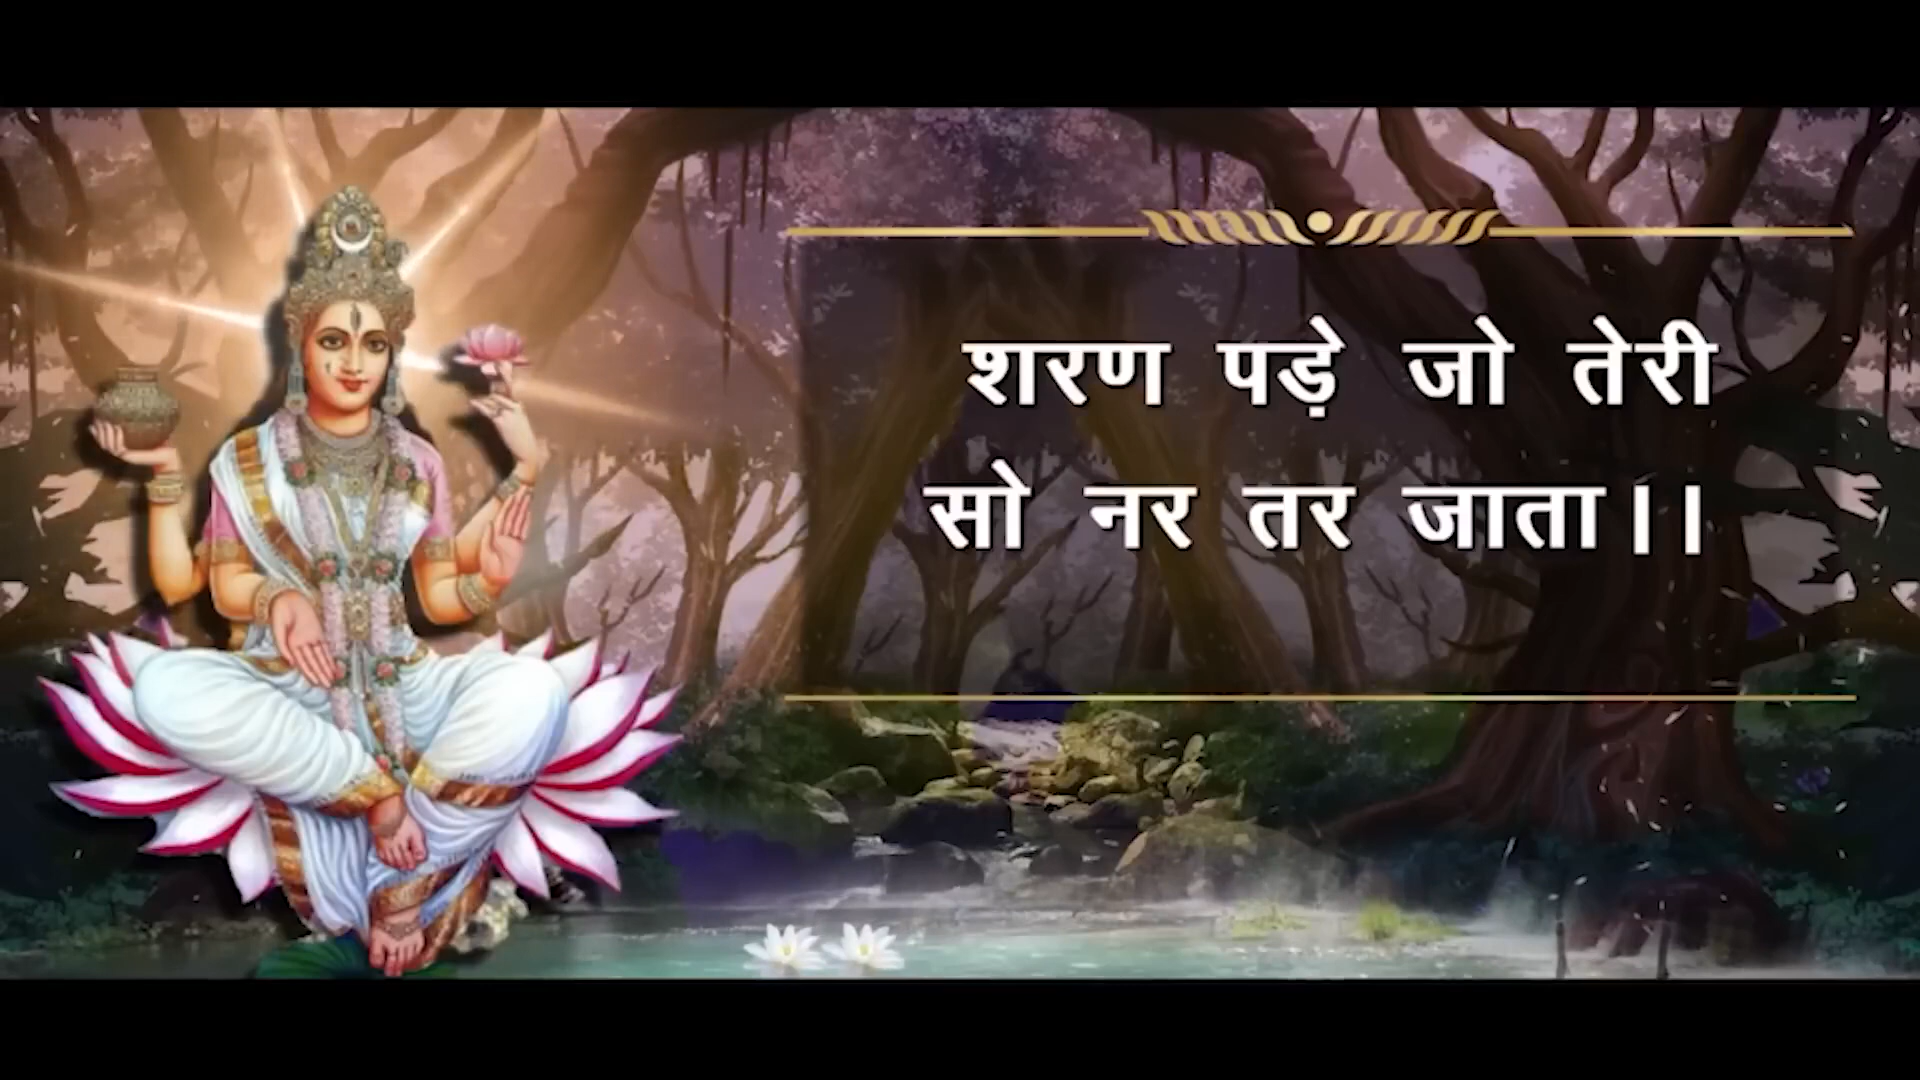 शरण पड़े जो तेरी
सो नर तर जाता।।